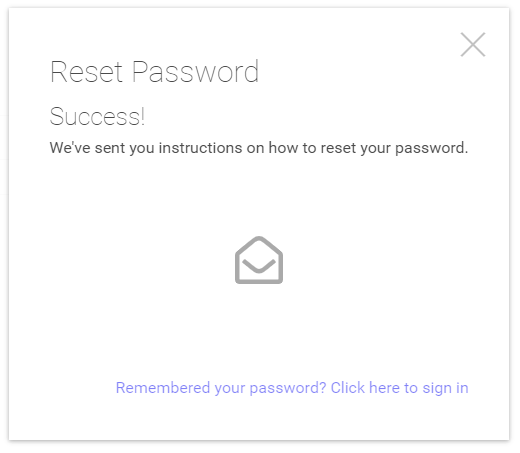 Reset Password
Success!
We've sent you instructions on how to reset your password.
Remembered your password? Click here to sign in